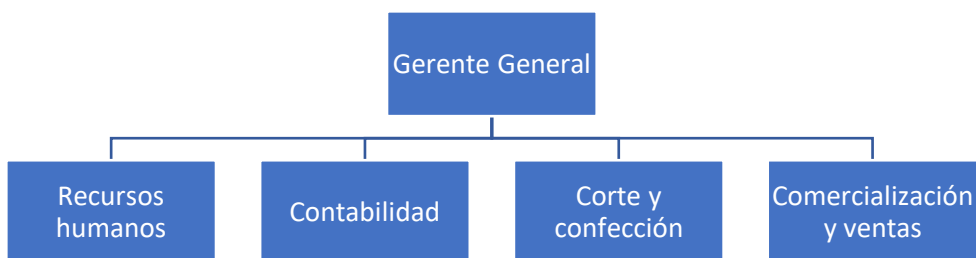 Gerente General
Recursos
humanos
Contabilidad
Corte y
confección
Comercialización
y ventas